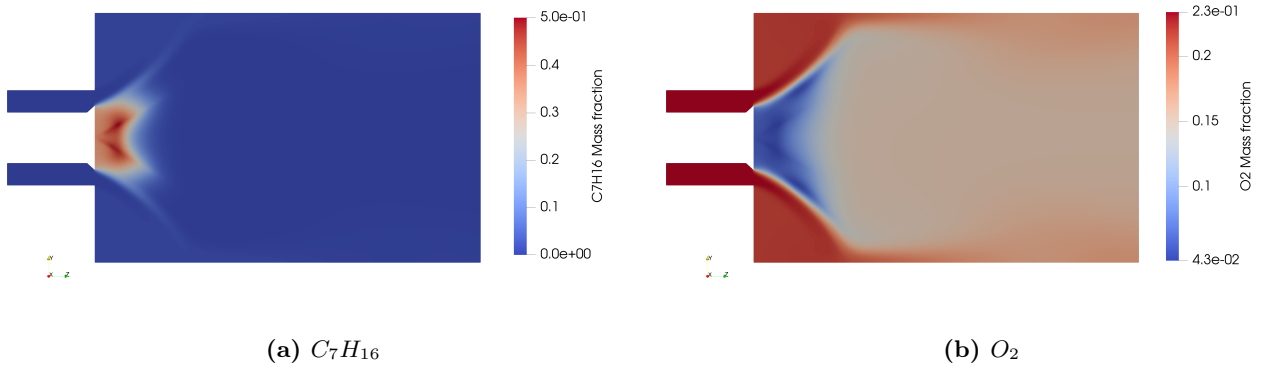 5.0e-01
0.4
0.3
0.2
0.1
0.0e+00
C7H16 Mass fraction
Y
X
Z
(a) C₇H₁₆
2.3e-01
0.2
0.15
0.1
4.3e-02
O2 Mass fraction
Y
X
Z
(b) O₂